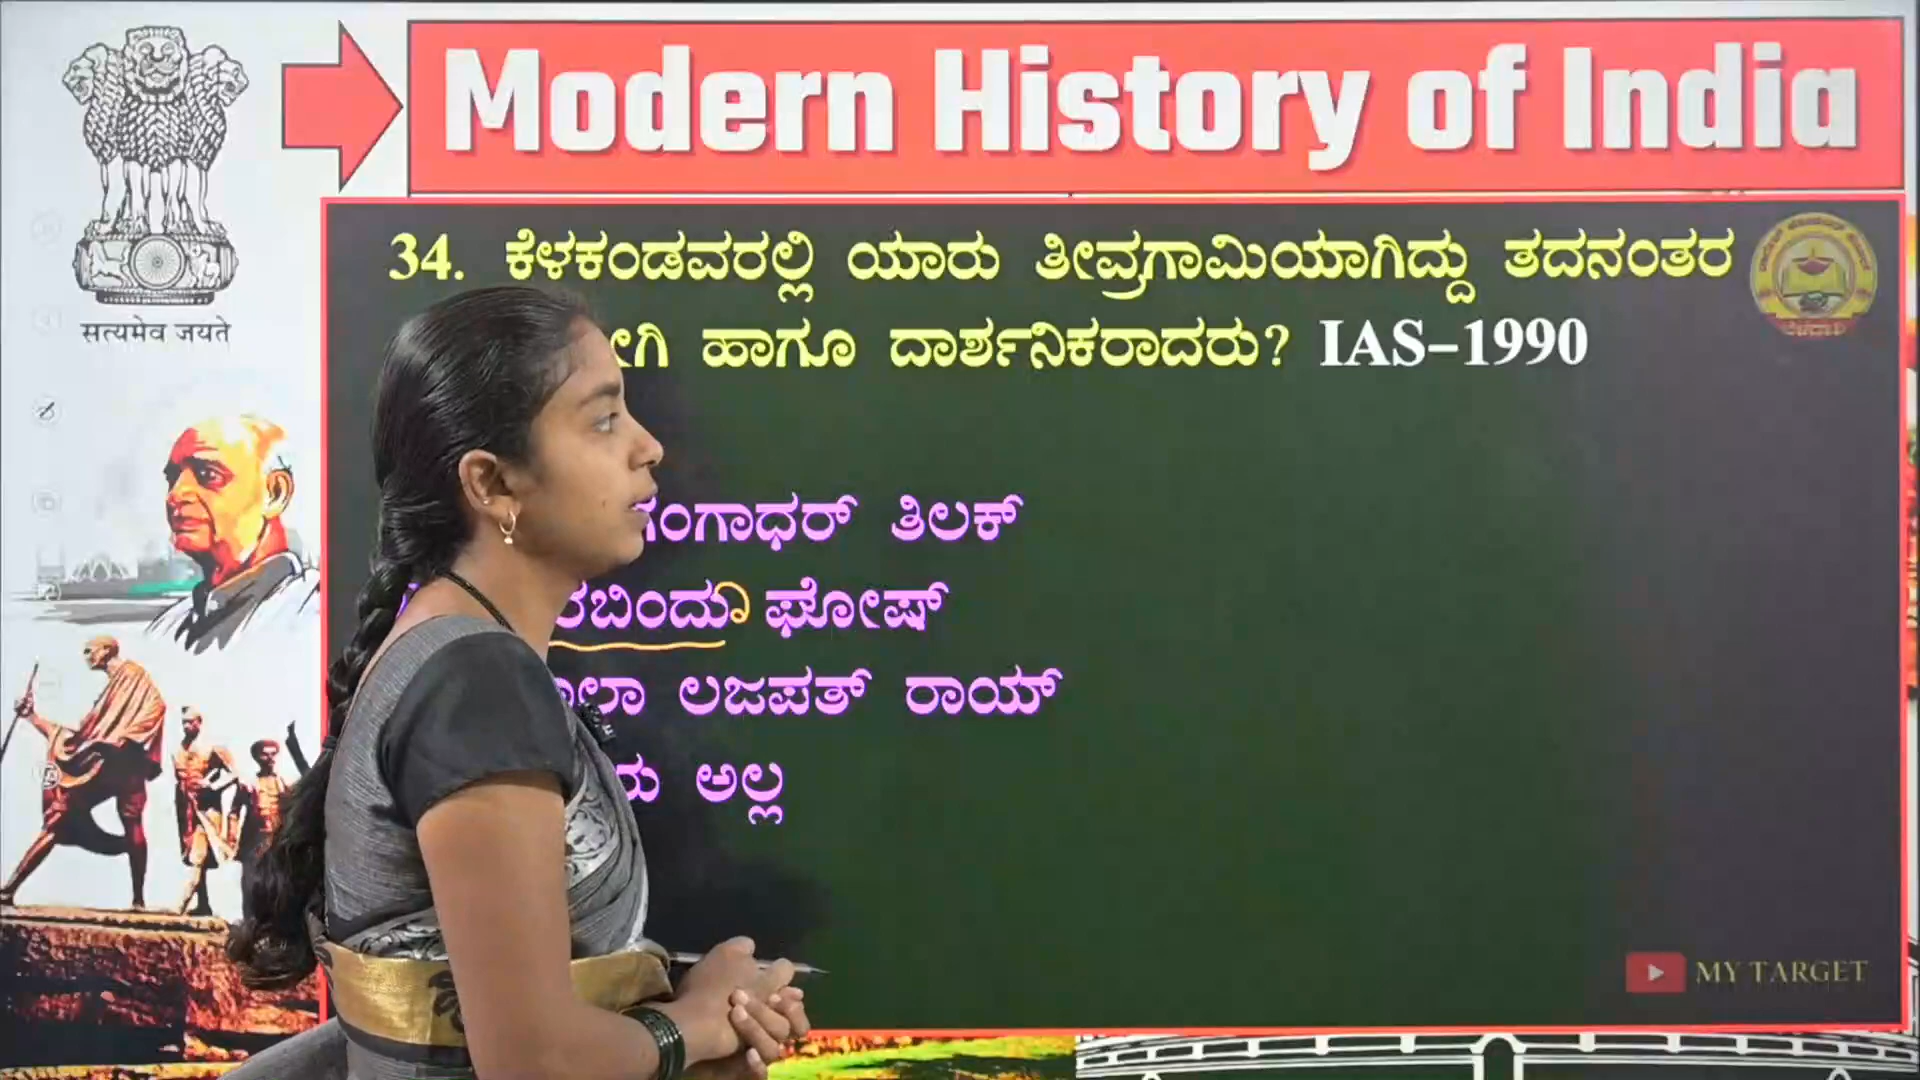 Modern History of India
34. ಕೆಳಕಂಡವರಲ್ಲಿ ಯಾರು ತೀವ್ರಗಾಮಿಯಾಗಿದ್ದು ತದನಂತರ
ಹಾಗೂ ದಾರ್ಶನಿಕರಾದರು? IAS-1990
सत्यमेव जयते
ಗಂಗಾಧರ್ ತಿಲಕ್
ಘೋಷ್
ಲಜಪತ್ ರಾಯ್
ಅಲ್ಲ
MY TARGET